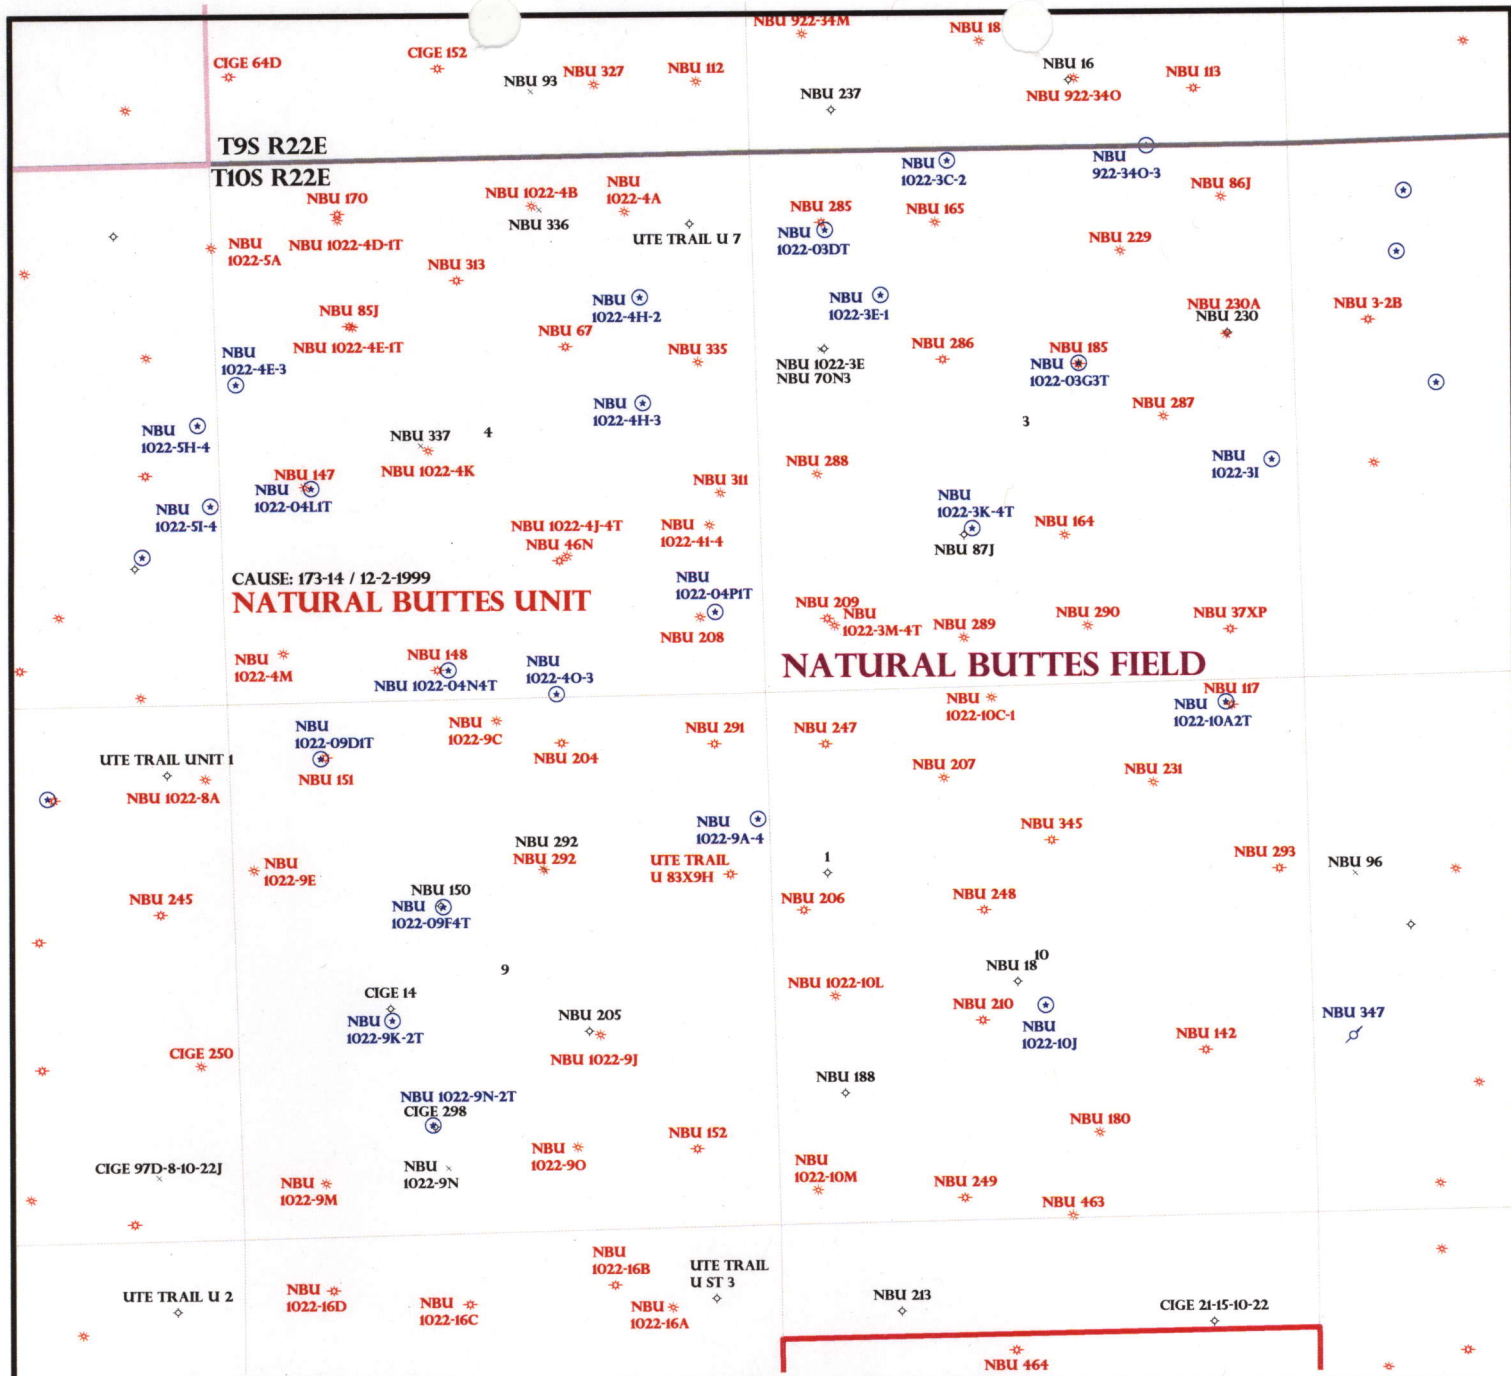 NBU 922-34M
NBU 18
CIGE 64D
CIGE 152
NBU 93
NBU 327
NBU 112
NBU 16
NBU 113
NBU 922-34O
NBU 237
T9S R22E
T10S R22E
NBU
1022-3C-2
NBU
922-34O-3
NBU 170
NBU 1022-4B
NBU
1022-4A
NBU 86J
NBU 336
NBU 285
NBU 165
NBU
1022-5A
NBU 1022-4D-1T
UTE TRAIL U 7
NBU
1022-03DT
NBU 229
NBU 313
NBU
1022-4H-2
NBU
1022-3E-1
NBU 85J
NBU 230A
NBU 230
NBU 3-2B
NBU 1022-4E-1T
NBU 67
NBU 335
NBU 286
NBU 185
NBU
1022-4E-3
NBU 1022-3E
NBU 70N3
NBU
1022-03G3T
NBU
1022-4H-3
NBU 287
NBU
1022-5H-4
NBU 337
4
3
NBU 1022-4K
NBU 288
NBU
1022-3I
NBU 147
NBU
1022-04L1T
NBU 311
NBU
1022-5I-4
NBU
1022-3K-4T
NBU 1022-4J-4T
NBU 46N
NBU
1022-41-4
NBU 164
NBU 87J
CAUSE: 173-14 / 12-2-1999
NATURAL BUTTES UNIT
NBU
1022-04P1T
NBU 208
NBU 209
NBU
1022-3M-4T
NBU 289
NBU 290
NBU 37XP
NBU
1022-4M
NBU 148
NBU 1022-04N4T
NBU
1022-4O-3
NATURAL BUTTES FIELD
NBU
1022-10C-1
NBU 117
NBU
1022-10A2T
NBU
1022-09D1T
NBU
1022-9C
NBU 291
NBU 247
UTE TRAIL UNIT 1
NBU 151
NBU 204
NBU 207
NBU 231
NBU 1022-8A
NBU
1022-9A-4
NBU 345
NBU 292
NBU 292
NBU
1022-9E
UTE TRAIL
U 83X9H
1
NBU 293
NBU 96
NBU 245
NBU 150
NBU
1022-09F4T
NBU 206
NBU 248
9
10
NBU 18
CIGE 14
NBU 1022-10L
NBU
1022-9K-2T
NBU 205
NBU 210
NBU
1022-10J
NBU 347
CIGE 250
NBU 1022-9J
NBU 142
NBU 188
NBU 1022-9N-2T
CIGE 298
NBU 180
NBU
1022-9O
NBU 152
CIGE 97D-8-10-22J
NBU
1022-9N
NBU
1022-10M
NBU
1022-9M
NBU 249
NBU 463
NBU
1022-16B
UTE TRAIL
U ST 3
UTE TRAIL U 2
NBU
1022-16D
NBU
1022-16C
NBU
1022-16A
NBU 213
CIGE 21-15-10-22
NBU 464